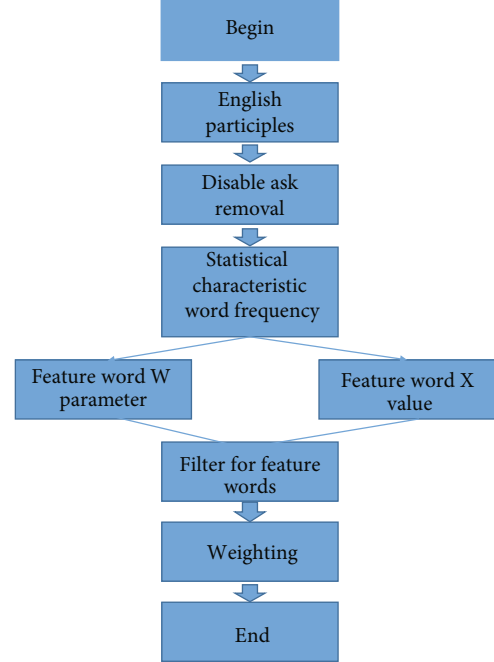 Begin
English
participles
Disable ask
removal
Statistical
characteristic
word frequency
Feature word W
parameter
Feature word X
value
Filter for feature
words
Weighting
End